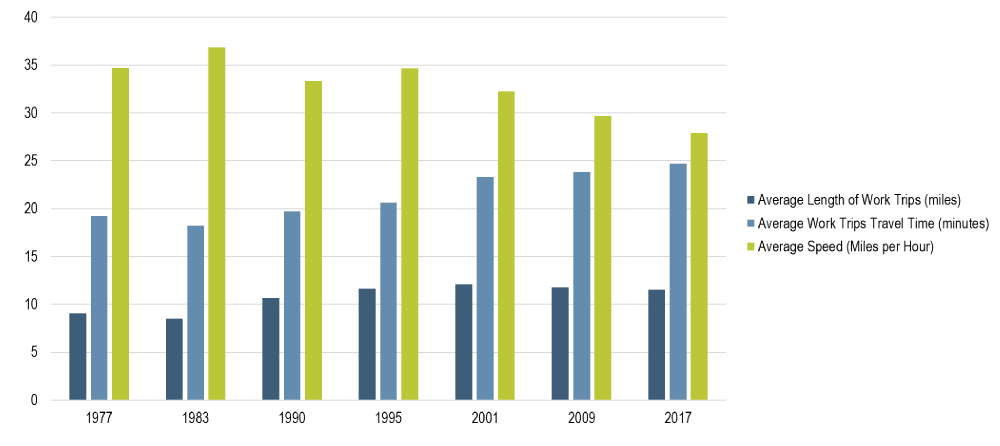 40
35
30
25
20
15
10
5
0
1977 1983 1990 1995 2001 2009 2017
Average Length of Work Trips (miles)
Average Work Trips Travel Time (minutes)
Average Speed (Miles per Hour)